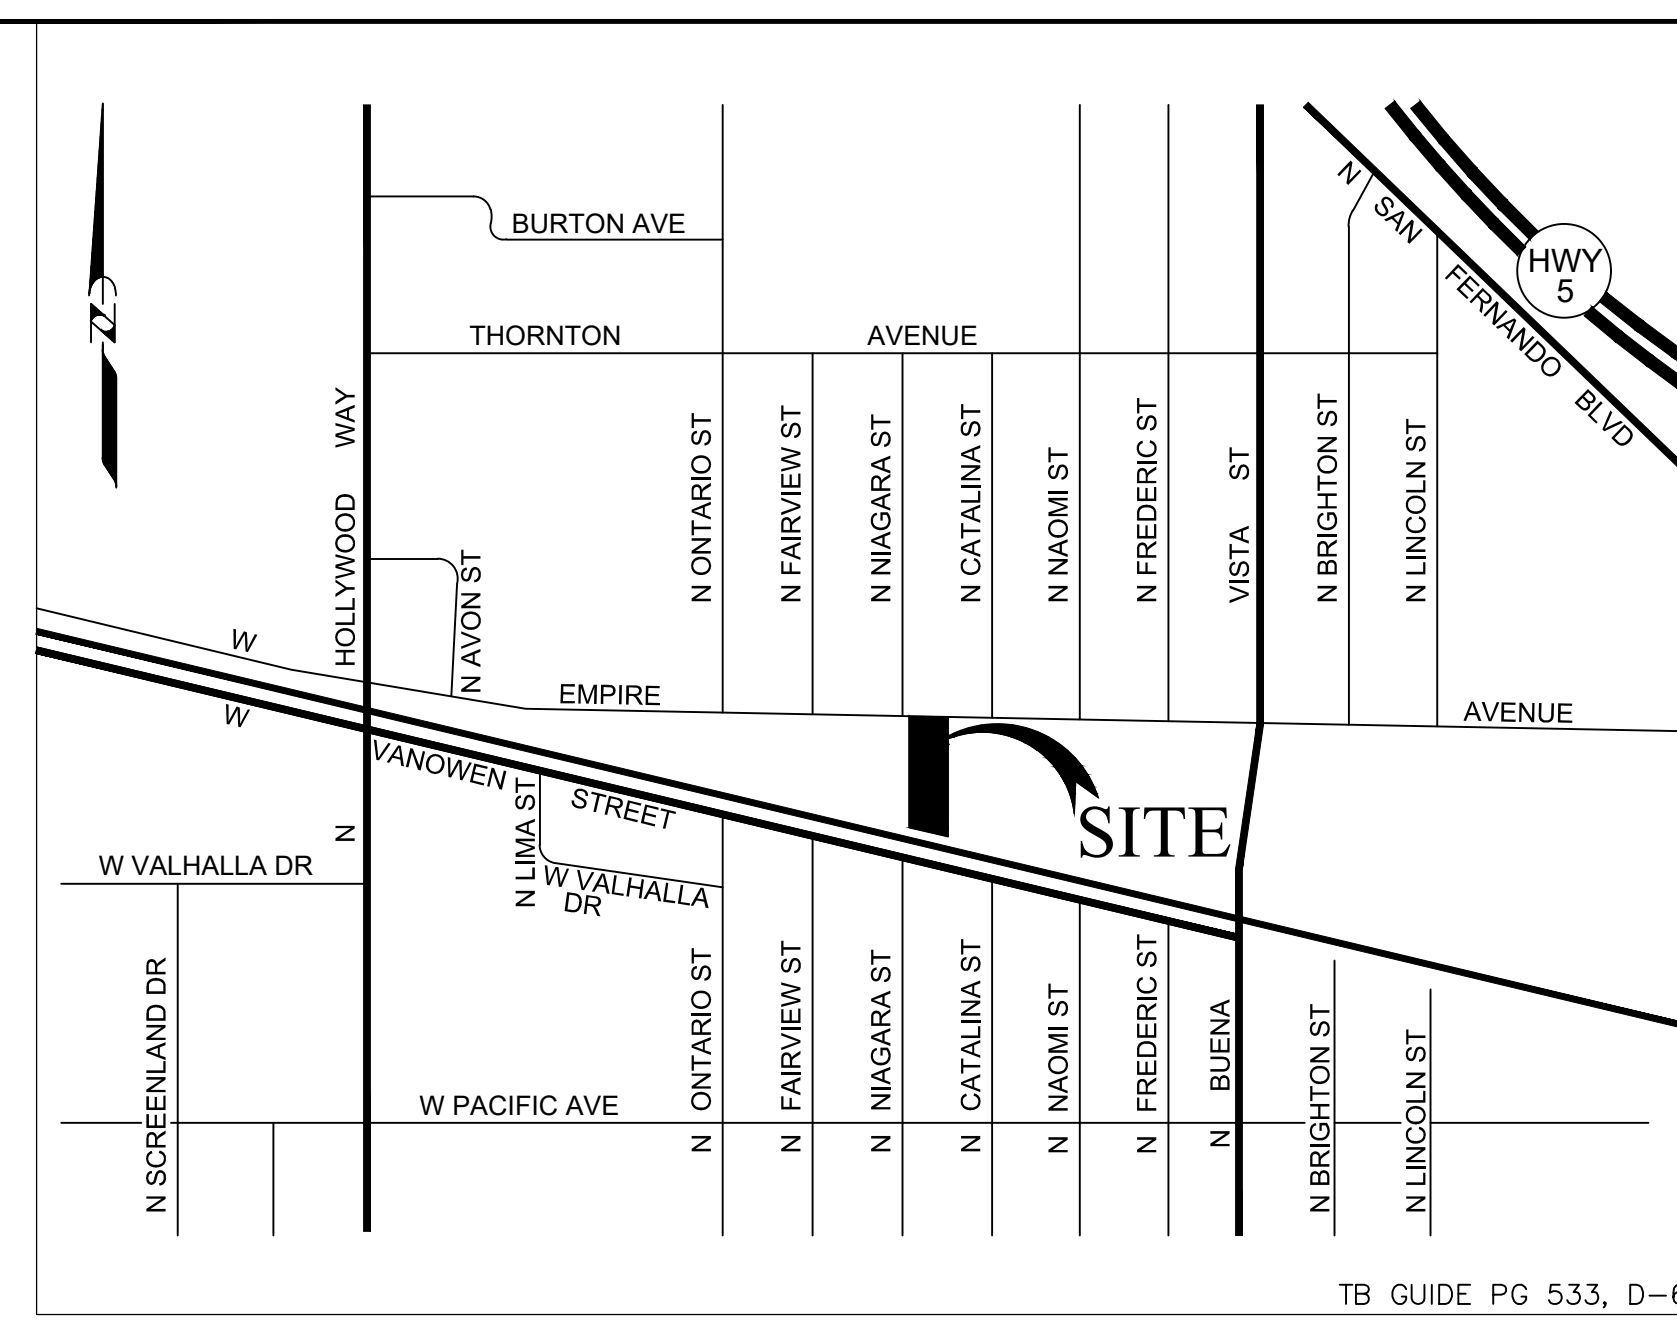 BURTON AVE
N SAN FERNANDO BLVD
HWY
5
N
THORNTON AVENUE
N HOLLYWOOD WAY
N ONTARIO ST
N FAIRVIEW ST
N NIAGARA ST
N CATALINA ST
N NAOMI ST
N FREDERIC ST
N BUENA VISTA ST
N BRIGHTON ST
N LINCOLN ST
N AVON ST
W EMPIRE AVENUE
W VANOWEN STREET
SITE
N LIMA ST
W VALHALLA DR
W VALHALLA
DR
N SCREENLAND DR
W PACIFIC AVE
N ONTARIO ST
N FAIRVIEW ST
N NIAGARA ST
N CATALINA ST
N NAOMI ST
N FREDERIC ST
N BRIGHTON ST
N LINCOLN ST
TB GUIDE PG 533, D-6